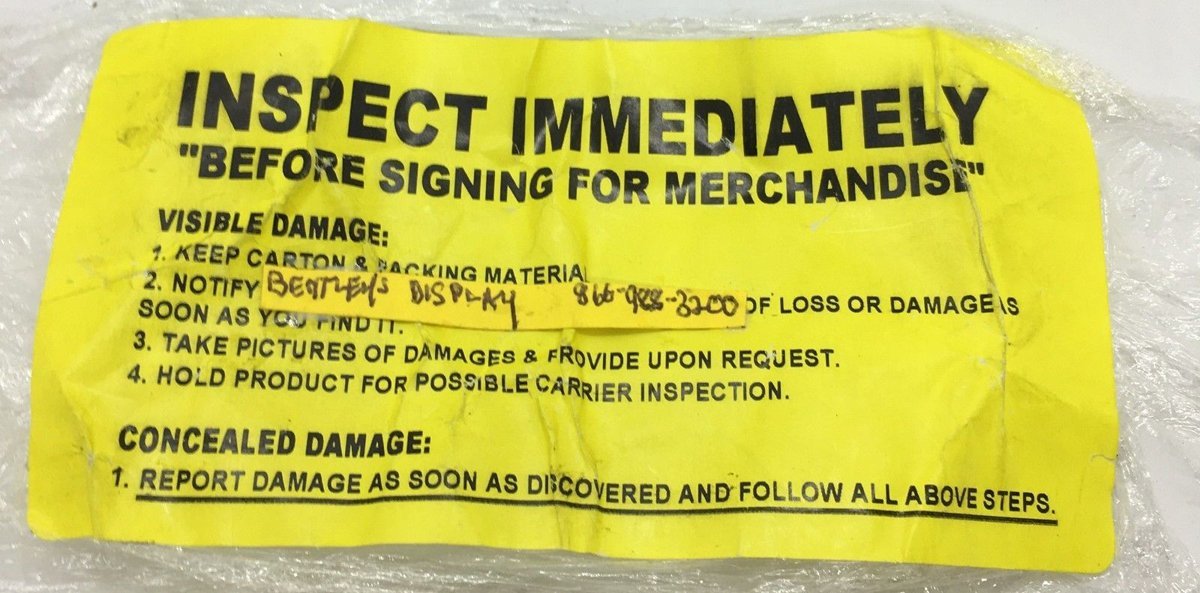 INSPECT IMMEDIATELY
"BEFORE SIGNING FOR MERCHANDISE"
VISIBLE DAMAGE:
1. KEEP CARTON & PACKING MATERIAL
2. NOTIFY BENTLEY'S DISPLAY 866-988-3200 OF LOSS OR DAMAGE AS
SOON AS YOU FIND IT.
3. TAKE PICTURES OF DAMAGES & PROVIDE UPON REQUEST.
4. HOLD PRODUCT FOR POSSIBLE CARRIER INSPECTION.
CONCEALED DAMAGE:
1. REPORT DAMAGE AS SOON AS DISCOVERED AND FOLLOW ALL ABOVE STEPS.